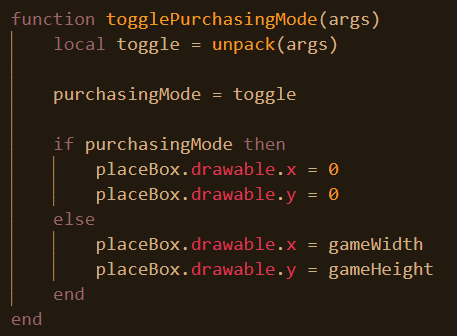 function togglePurchasingMode(args)
    local toggle = unpack(args)

    purchasingMode = toggle

    if purchasingMode then
        placeBox.drawable.x = 0
        placeBox.drawable.y = 0
    else
        placeBox.drawable.x = gameWidth
        placeBox.drawable.y = gameHeight
    end
end